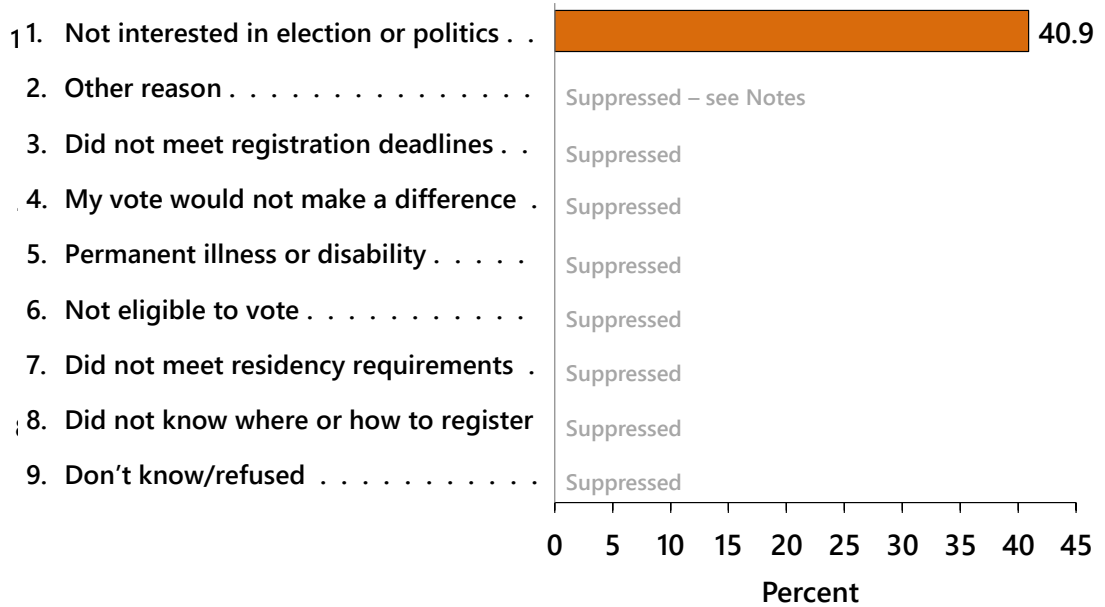 1. Not interested in election or politics . . 40.9
2. Other reason . . . . . . . . . . . . . . . Suppressed – see Notes
3. Did not meet registration deadlines . . Suppressed
4. My vote would not make a difference . Suppressed
5. Permanent illness or disability . . . . . Suppressed
6. Not eligible to vote . . . . . . . . . . . Suppressed
7. Did not meet residency requirements . Suppressed
8. Did not know where or how to register Suppressed
9. Don’t know/refused . . . . . . . . . . . Suppressed
0 5 10 15 20 25 30 35 40 45
Percent